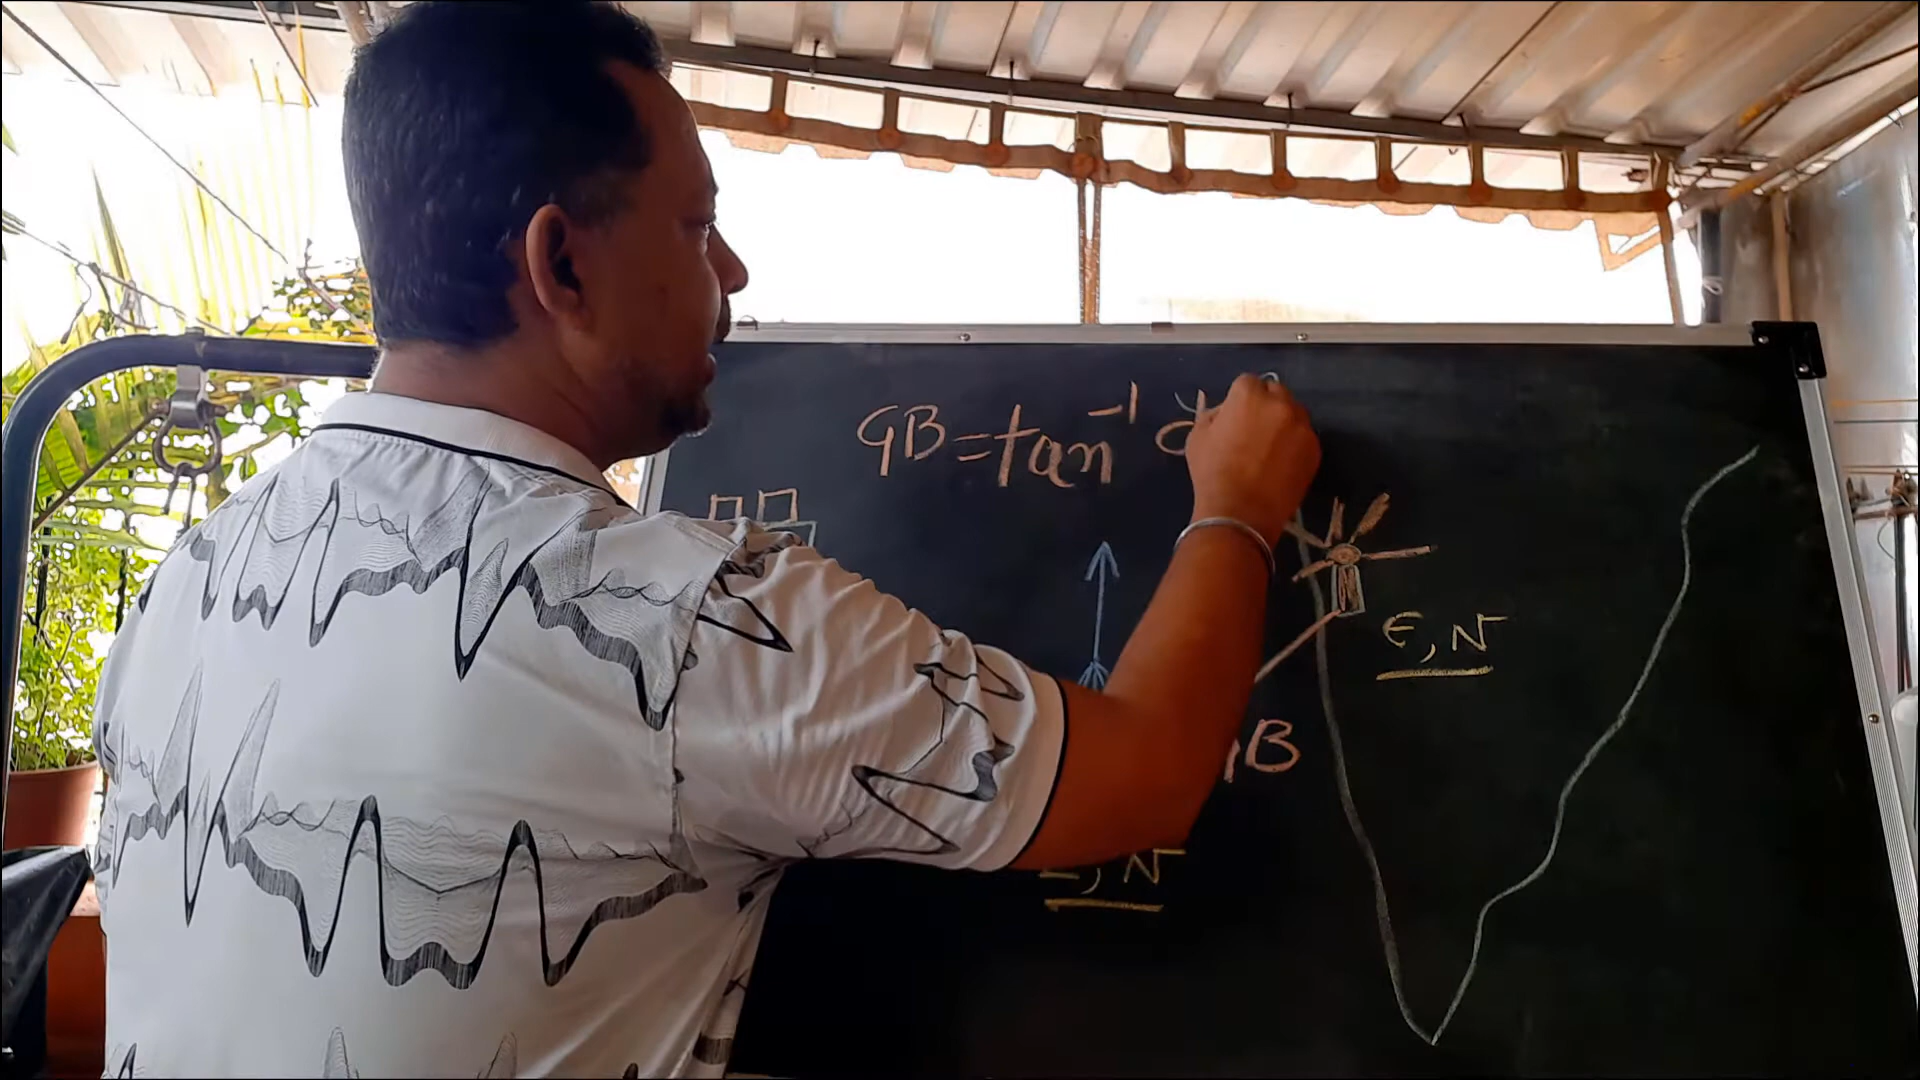 GB = tan⁻¹ d
E, N
B
N